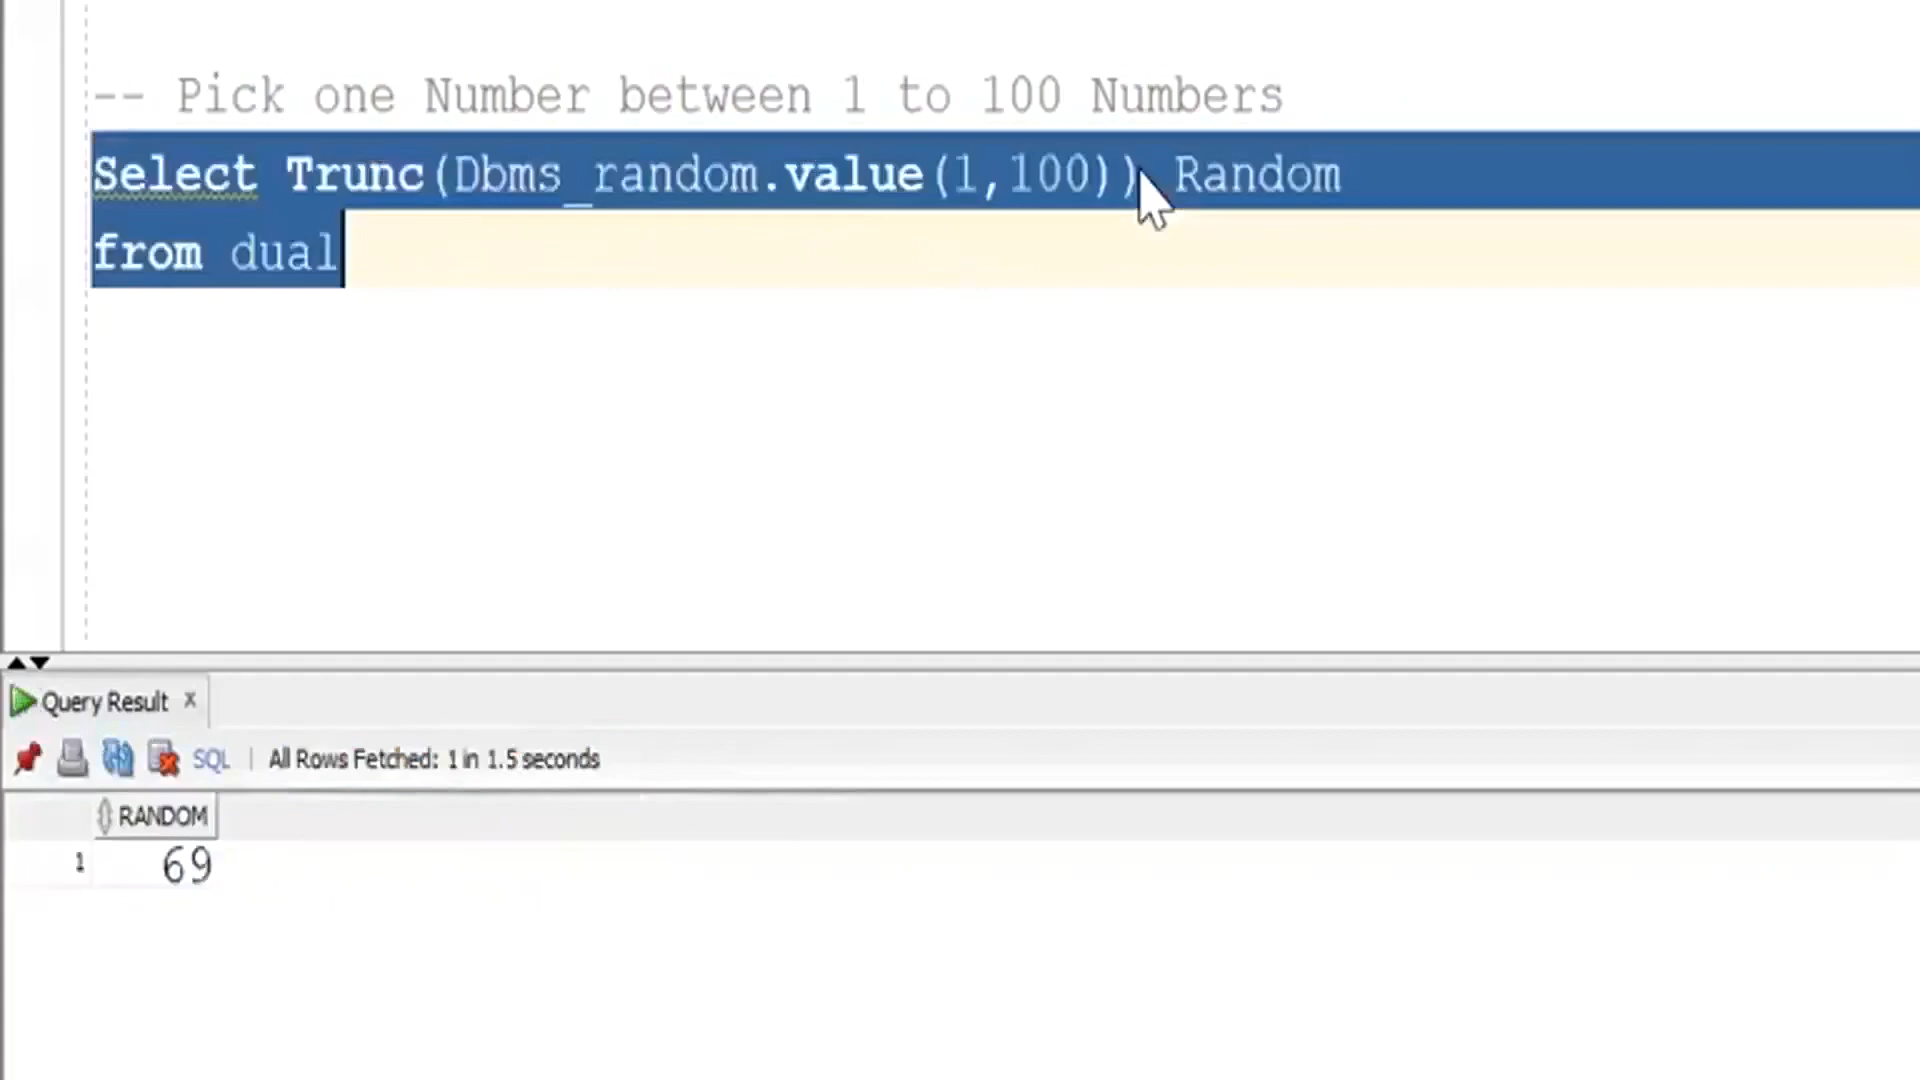 -- Pick one Number between 1 to 100 Numbers
Select Trunc(Dbms_random.value(1,100)) Random
from dual
Query Result x
SQL | All Rows Fetched: 1 in 1.5 seconds
RANDOM
1 69